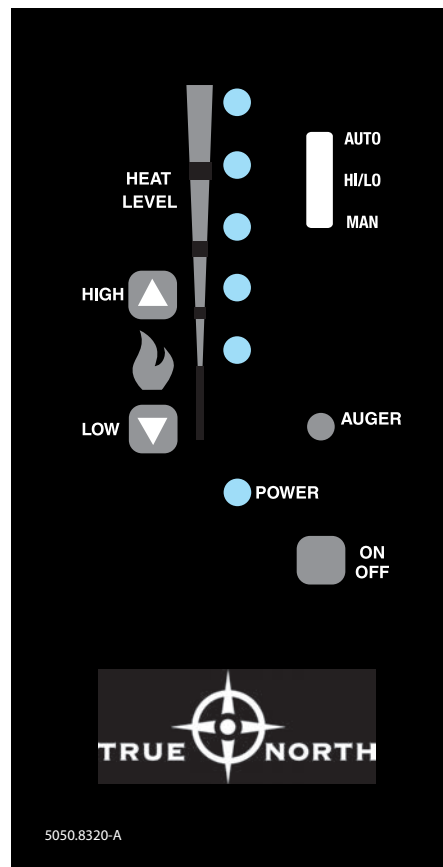 AUTO
HEAT
LEVEL
HI/LO
MAN
HIGH
LOW
AUGER
POWER
ON
OFF
TRUE NORTH
5050.8320-A